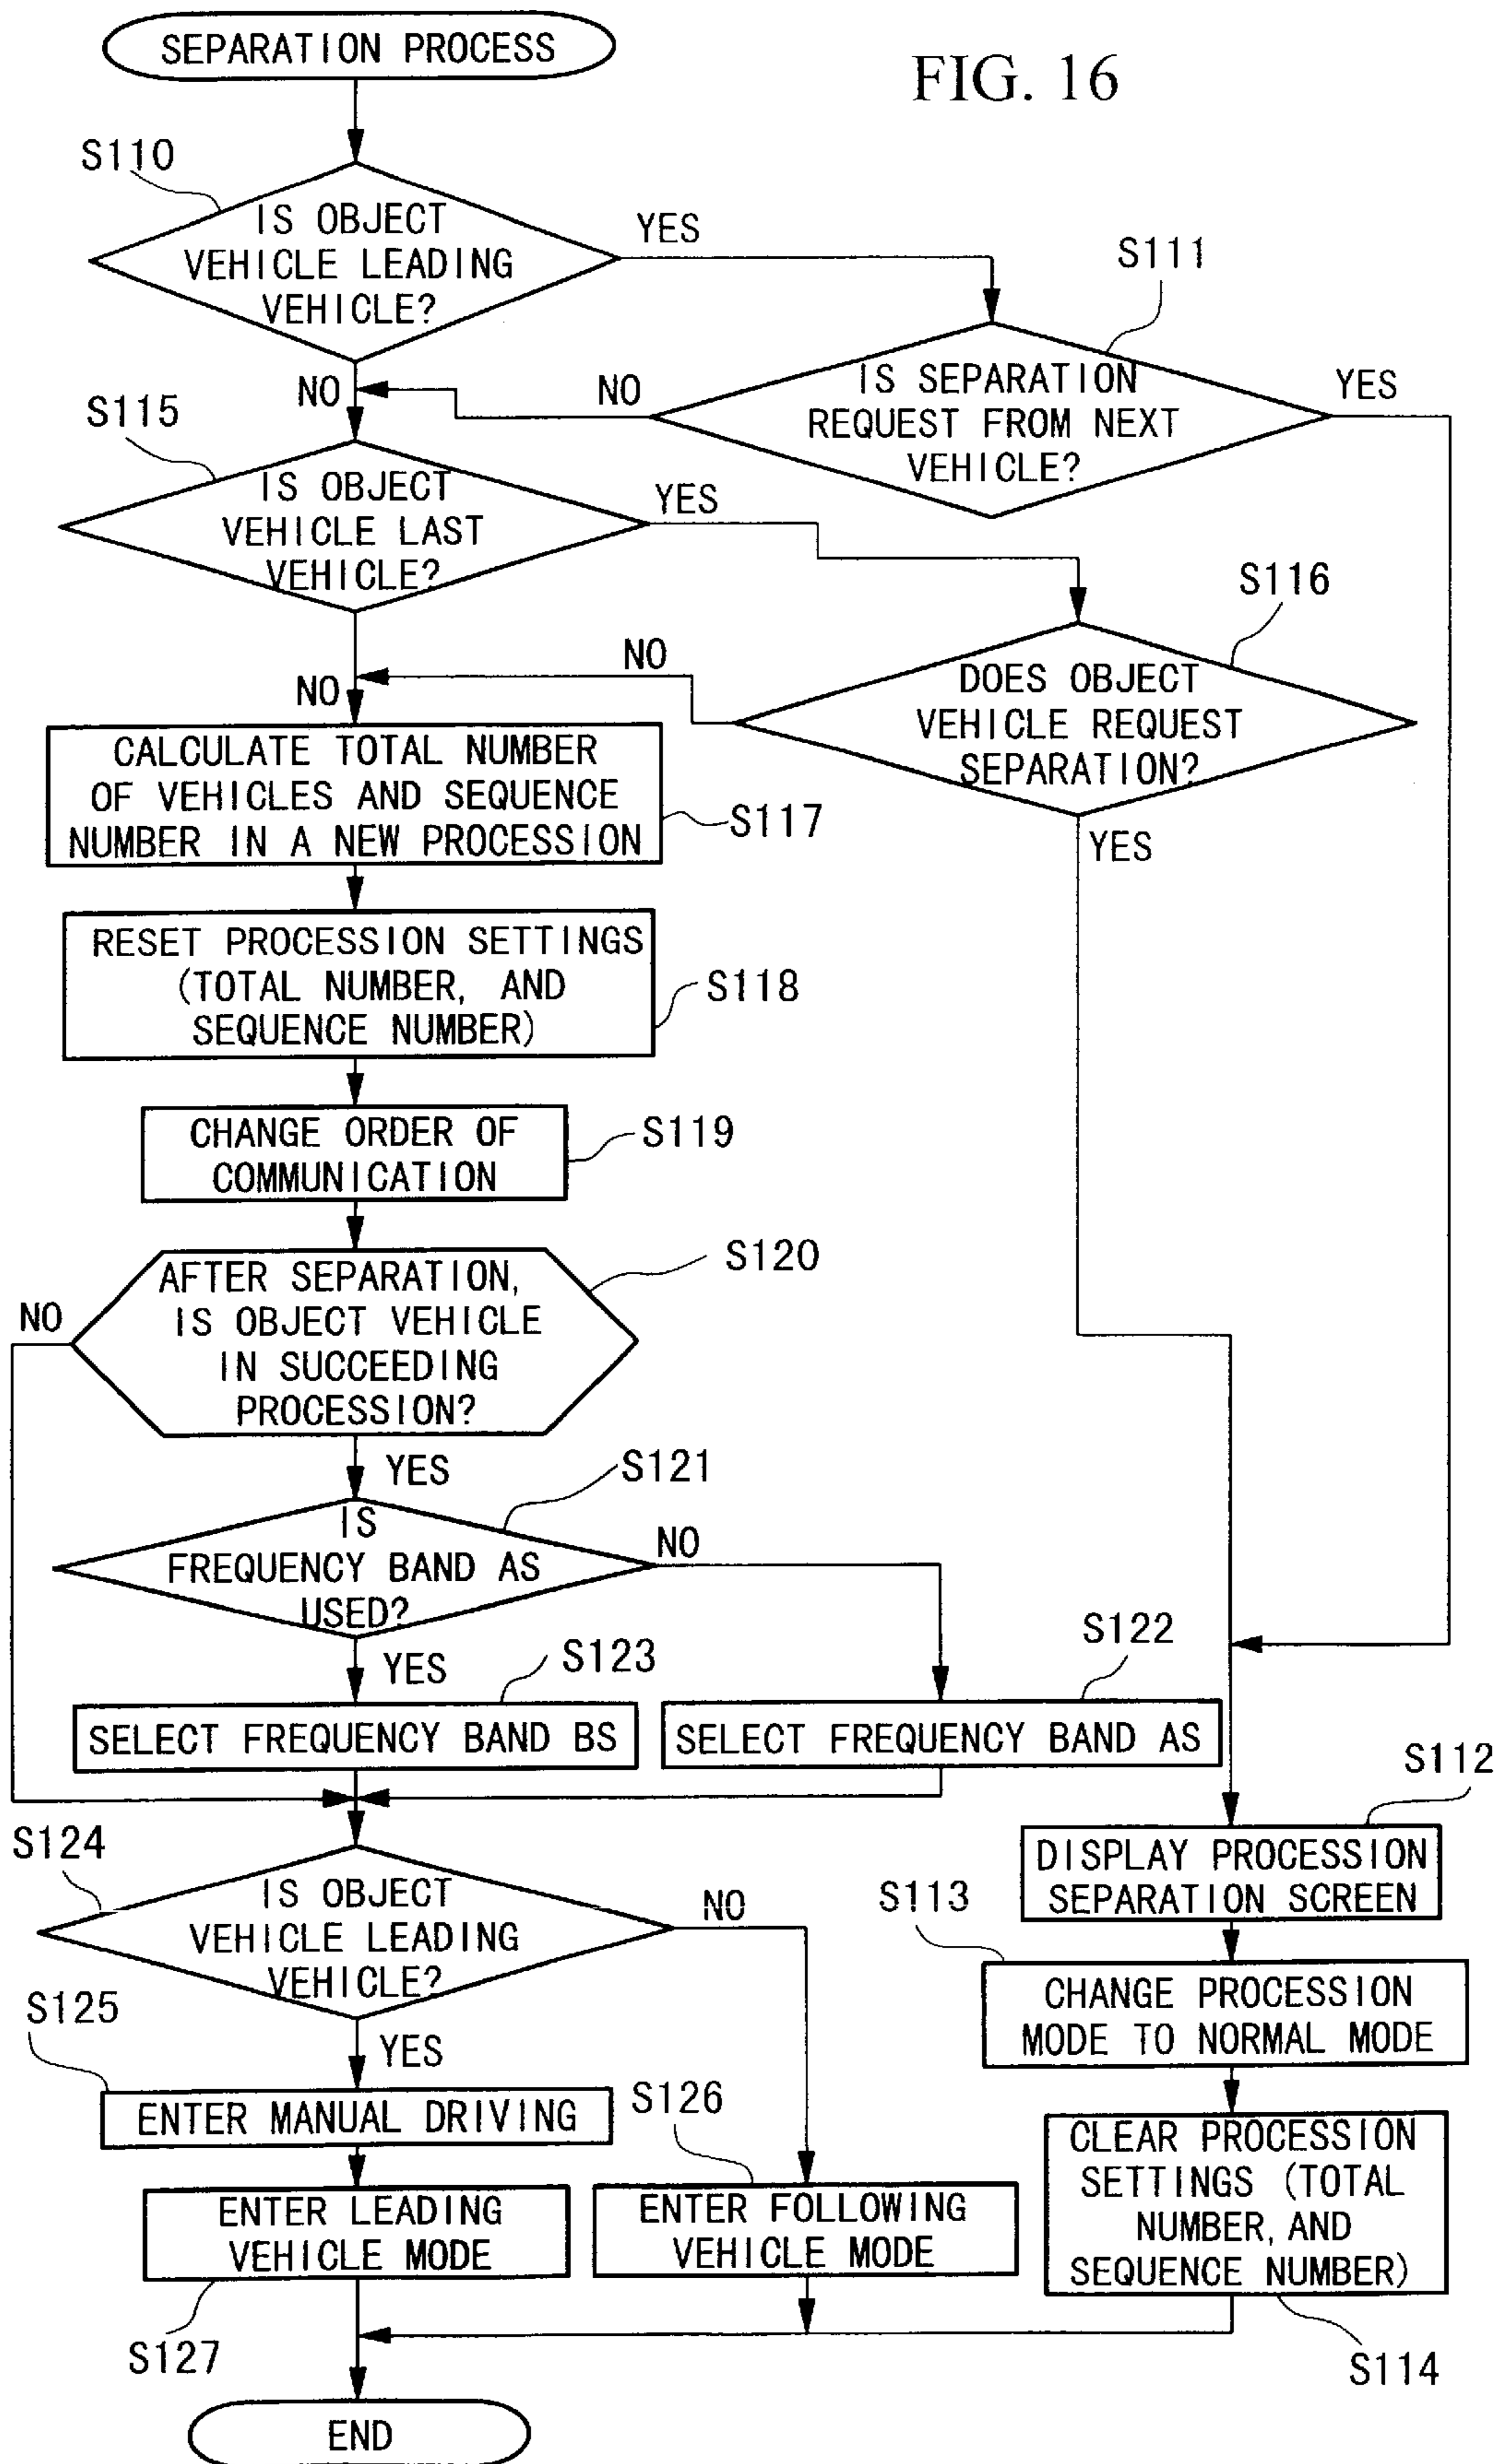 SEPARATION PROCESS
FIG. 16
S110
IS OBJECT
VEHICLE LEADING
VEHICLE?
YES
S111
IS SEPARATION
REQUEST FROM NEXT
VEHICLE?
NO
NO
YES
S115
IS OBJECT
VEHICLE LAST
VEHICLE?
YES
S116
DOES OBJECT
VEHICLE REQUEST
SEPARATION?
NO
NO
YES
CALCULATE TOTAL NUMBER
OF VEHICLES AND SEQUENCE
NUMBER IN A NEW PROCESSION
S117
RESET PROCESSION SETTINGS
(TOTAL NUMBER, AND
SEQUENCE NUMBER)
S118
CHANGE ORDER OF
COMMUNICATION
S119
AFTER SEPARATION,
IS OBJECT VEHICLE
IN SUCCEEDING
PROCESSION?
S120
NO
YES
S121
IS
FREQUENCY BAND AS
USED?
NO
YES
S123
S122
SELECT FREQUENCY BAND BS
SELECT FREQUENCY BAND AS
S112
DISPLAY PROCESSION
SEPARATION SCREEN
S124
IS OBJECT
VEHICLE LEADING
VEHICLE?
NO
S113
CHANGE PROCESSION
MODE TO NORMAL MODE
S125
YES
ENTER MANUAL DRIVING
S126
ENTER LEADING
VEHICLE MODE
ENTER FOLLOWING
VEHICLE MODE
CLEAR PROCESSION
SETTINGS (TOTAL
NUMBER, AND
SEQUENCE NUMBER)
S127
S114
END